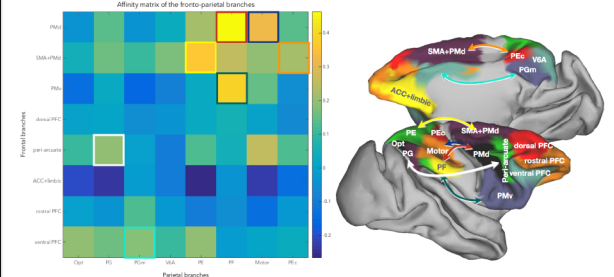 Affinity matrix of the fronto-parietal branches
Frontal branches
PMd
SMA+PMd
PMv
dorsal PFC
peri-arcuate
ACC+limbic
rostral PFC
ventral PFC
Opt
PG
PGm
V6A
PE
PF
Motor
PEc
Parietal branches
0.4
0.3
0.2
0.1
0
-0.1
-0.2
SMA+PMd
PEc
V6A
PGm
ACC+limbic
PE
PEc
SMA+PMd
Opt
PG
Motor
PMd
PF
Peri-arcuate
dorsal PFC
rostral PFC
ventral PFC
PMv